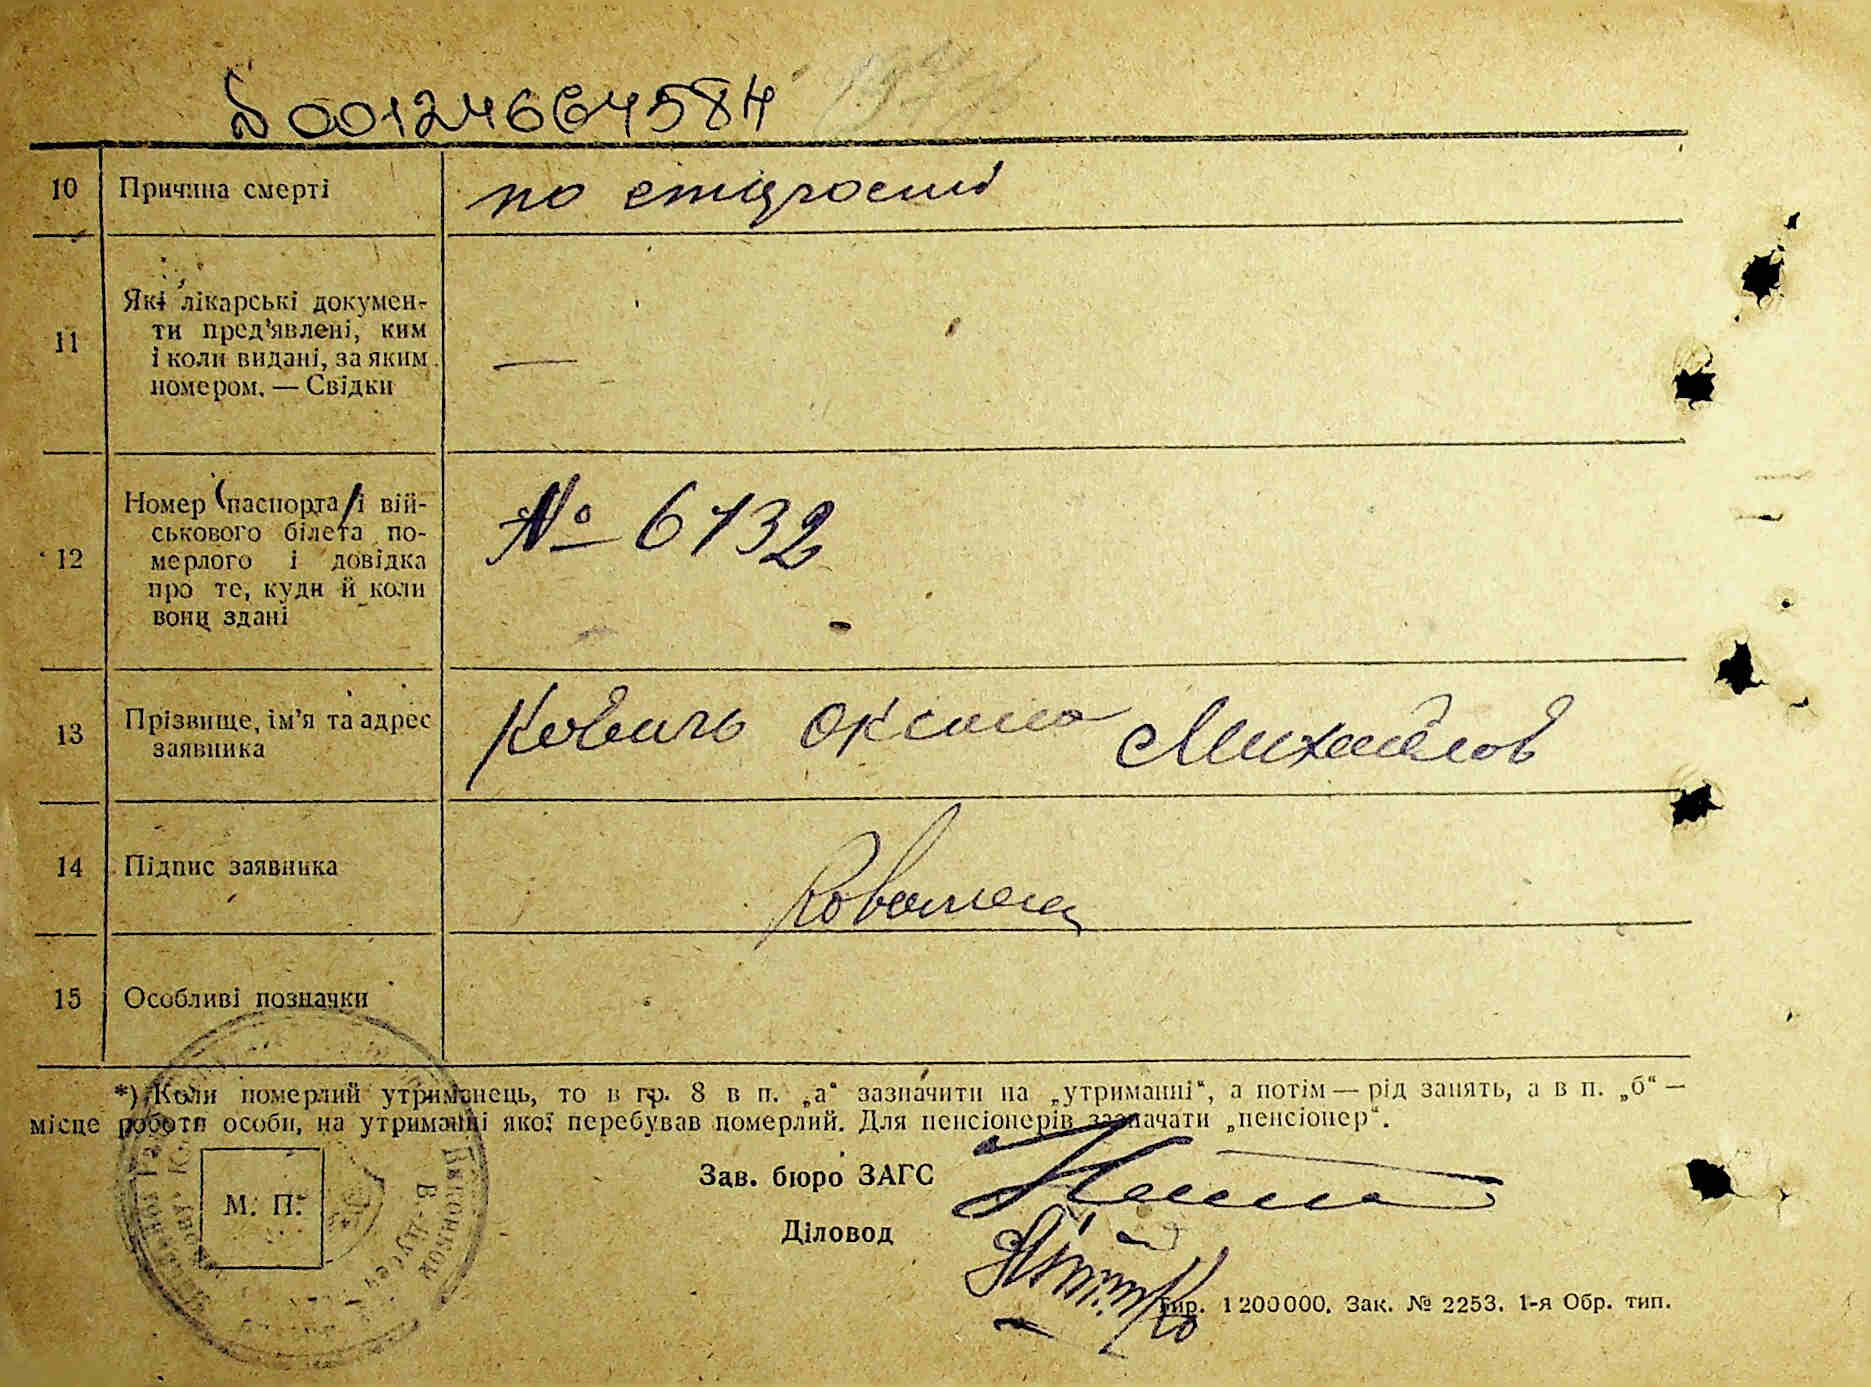 00124664584
10 Причина смерті по старості
11 Які лікарські докумен-
ти пред'явлені, ким
і коли видані, за яким
номером. — Свідки —
12 Номер (паспорта) і вій-
ськового білета по-
мерлого і довідка
про те, куди й коли
вони здані № 6132
13 Прізвище, ім'я та адрес
заявника Оксана Михайлов
14 Підпис заявника
15 Особливі позначки
*) Коли померлий утриманець, то в гр. 8 в п. „а“ зазначити на „утриманні“, а потім — рід занять, а в п. „б“ —
місце роботи особи, на утриманні якої перебував померлий. Для пенсіонерів зазначати „пенсіонер“.
М. П.
Зав. бюро ЗАГС
Діловод
Тир. 1200000. Зак. № 2253. 1-я Обр. тип.